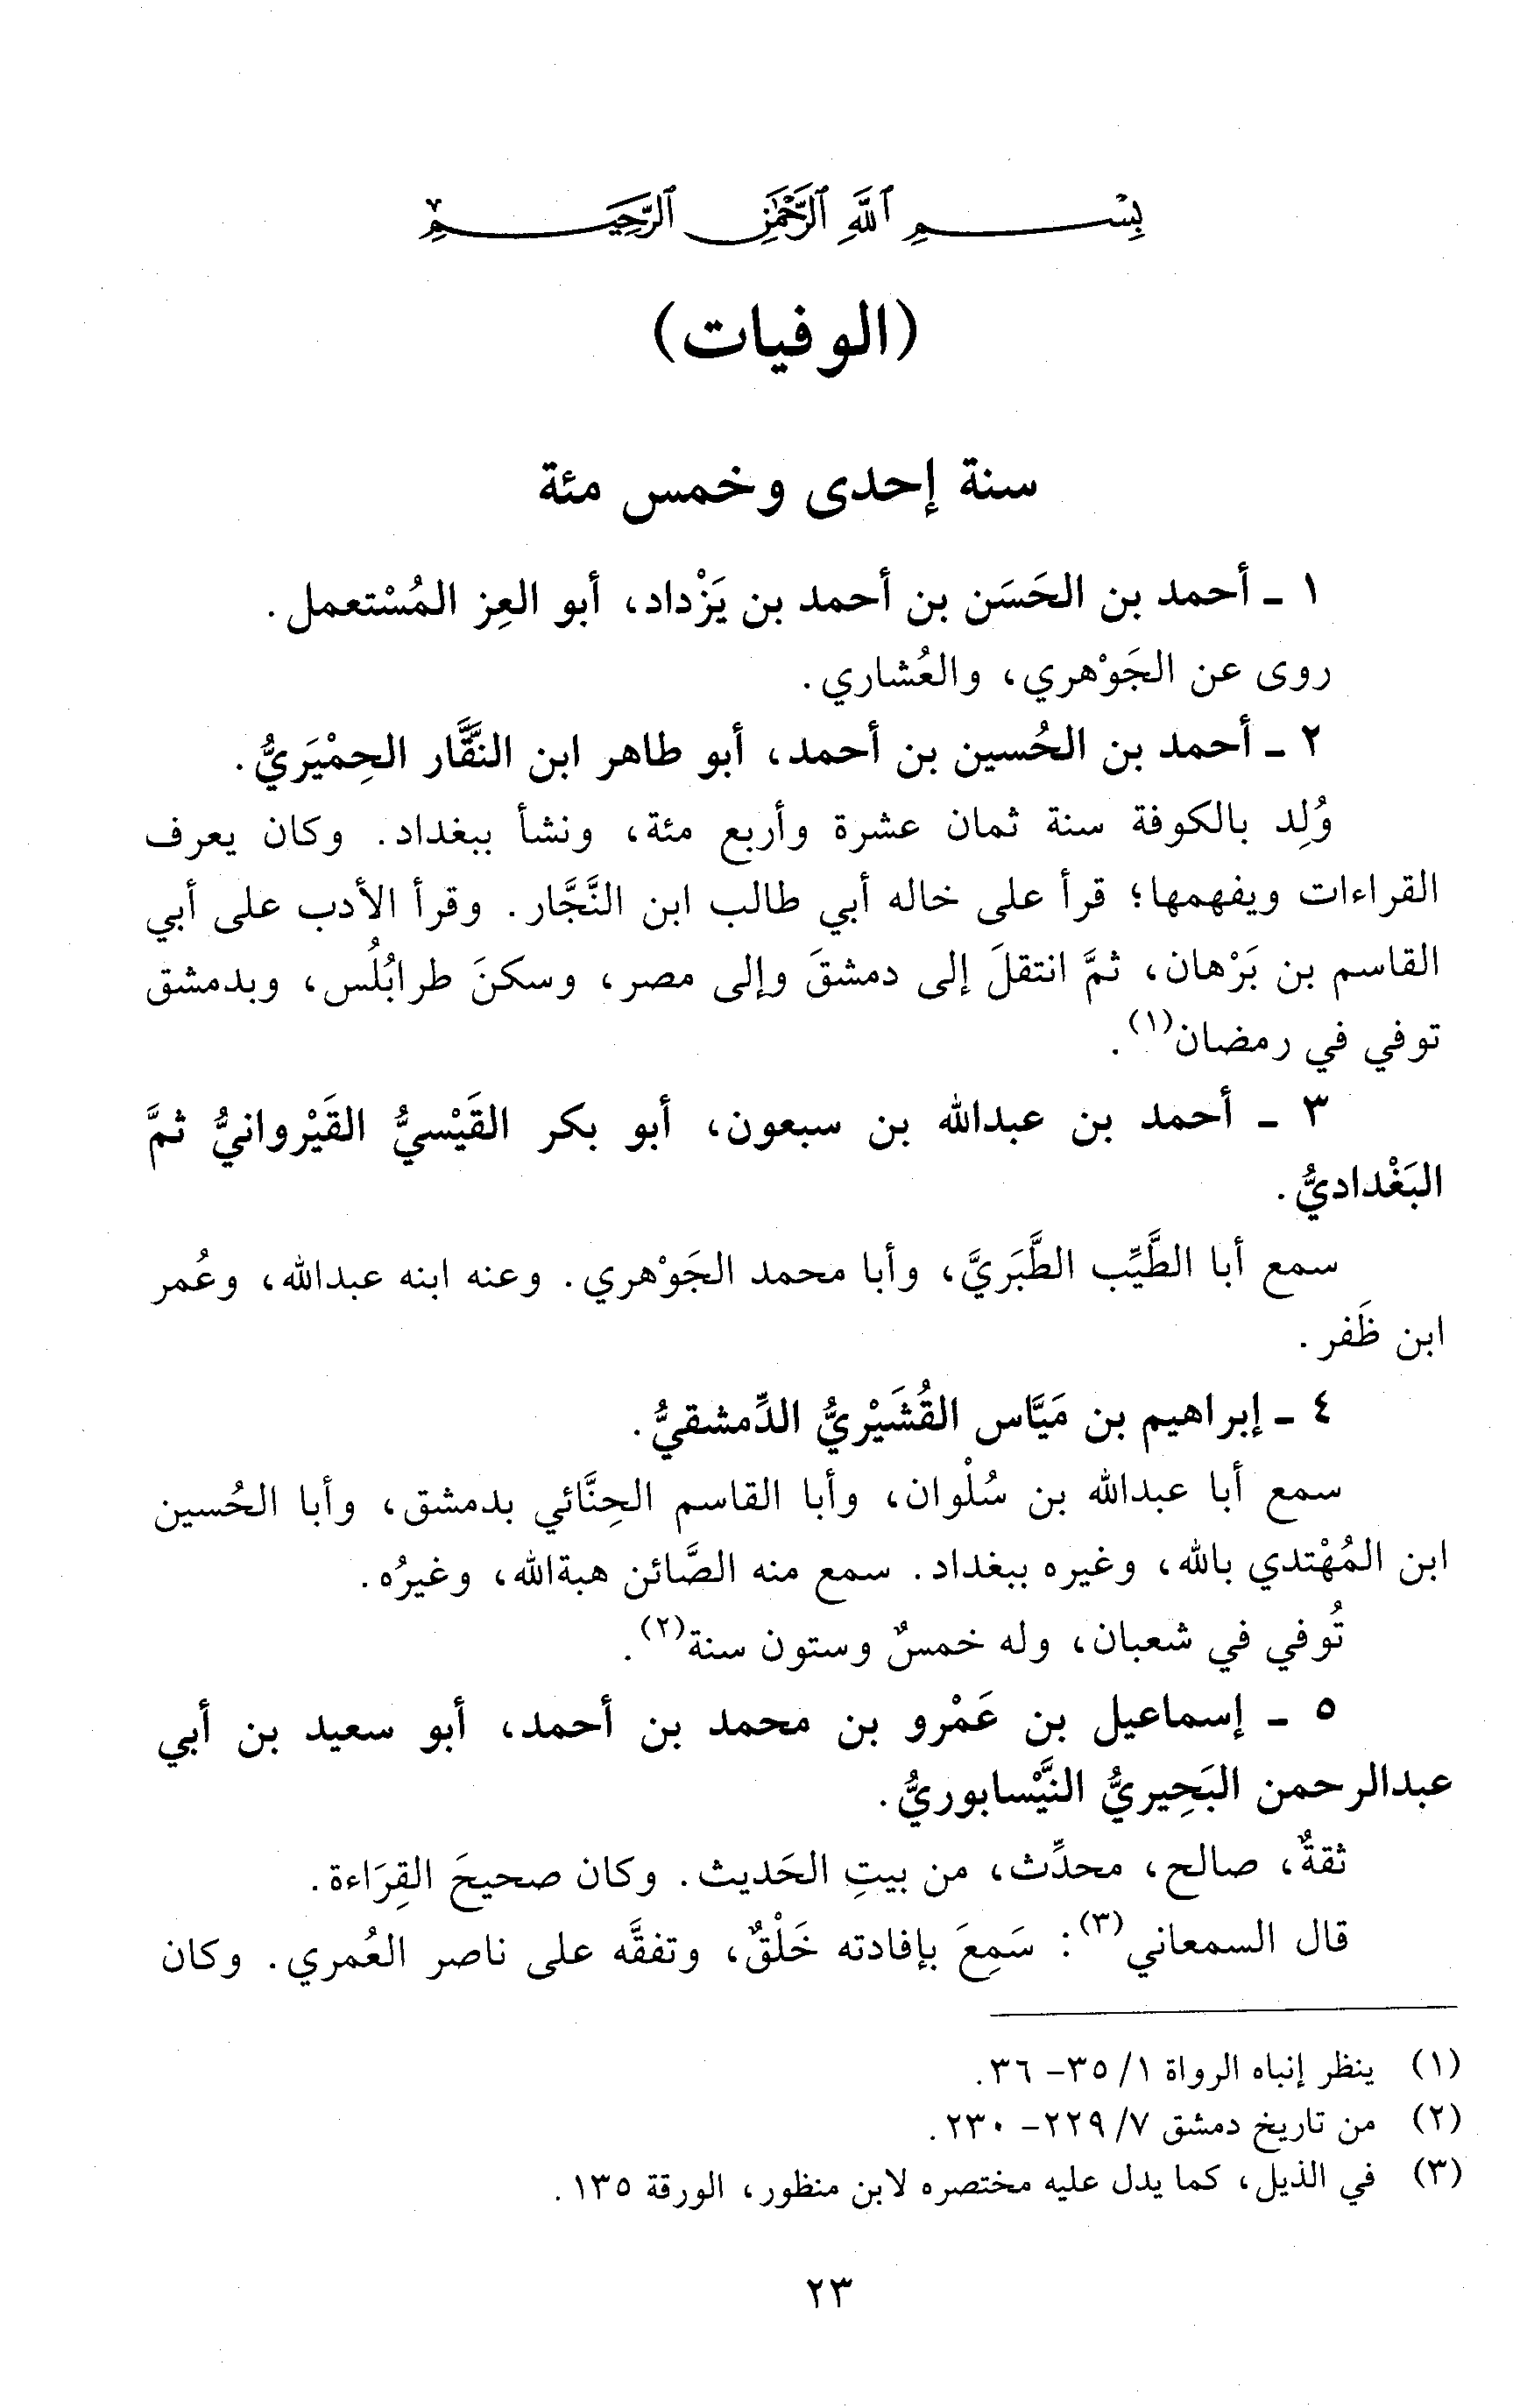 بِسْمِ ٱللَّهِ ٱلرَّحْمَٰنِ ٱلرَّحِيمِ
(الوفيات)
سنة إحدى وخمس مئة
١ ـ أحمد بن الحَسَن بن أحمد بن يَزْداد، أبو العِز المُسْتعمل.
روى عن الجَوْهري، والعُشاري.
٢ ـ أحمد بن الحُسين بن أحمد، أبو طاهر ابن النَّقَّار الحِمْيَريُّ.
وُلِد بالكوفة سنة ثمان عشرة وأربع مئة، ونشأ ببغداد. وكان يعرف
القراءات ويفهمها؛ قرأ على خاله أبي طالب ابن النَّجَّار. وقرأ الأدب على أبي
القاسم بن بَرْهان، ثمَّ انتقلَ إلى دمشقَ وإلى مصر، وسكنَ طرابُلُس، وبدمشق
توفي في رمضان(١).
٣ ـ أحمد بن عبدالله بن سبعون، أبو بكر القَيْسيُّ القَيْروانيُّ ثمَّ
البَغْداديُّ.
سمع أبا الطَّيِّب الطَّبَريَّ، وأبا محمد الجَوْهري. وعنه ابنه عبدالله، وعُمر
ابن ظَفر.
٤ ـ إبراهيم بن مَيَّاس القُشَيْريُّ الدِّمشقيُّ.
سمع أبا عبدالله بن سُلْوان، وأبا القاسم الحِنَّائي بدمشق، وأبا الحُسين
ابن المُهْتدي بالله، وغيره ببغداد. سمع منه الصَّائن هبةالله، وغيرُه.
تُوفي في شعبان، وله خمسٌ وستون سنة(٢).
٥ ـ إسماعيل بن عَمْرو بن محمد بن أحمد، أبو سعيد بن أبي
عبدالرحمن البَحِيريُّ النَّيْسابوريُّ.
ثقةٌ، صالح، محدِّث، من بيتِ الحَديث. وكان صحيحَ القِرَاءة.
قال السمعاني(٣): سَمِعَ بإفادته خَلْقٌ، وتفقَّه على ناصر العُمري. وكان
(١) ينظر إنباه الرواة ١/ ٣٥- ٣٦.
(٢) من تاريخ دمشق ٧/ ٢٢٩- ٢٣٠.
(٣) في الذيل، كما يدل عليه مختصره لابن منظور، الورقة ١٣٥.
٢٣